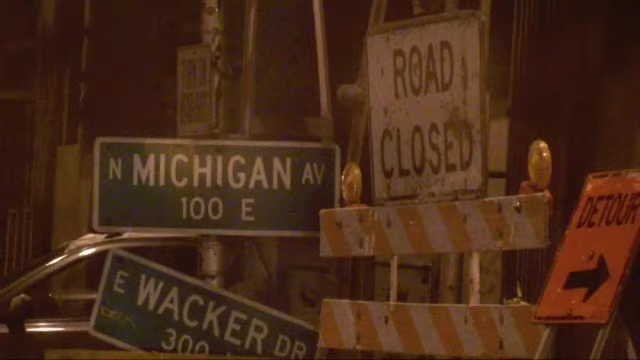 N MICHIGAN AV
100 E
E WACKER DR
300
ROAD
CLOSED
DETOUR